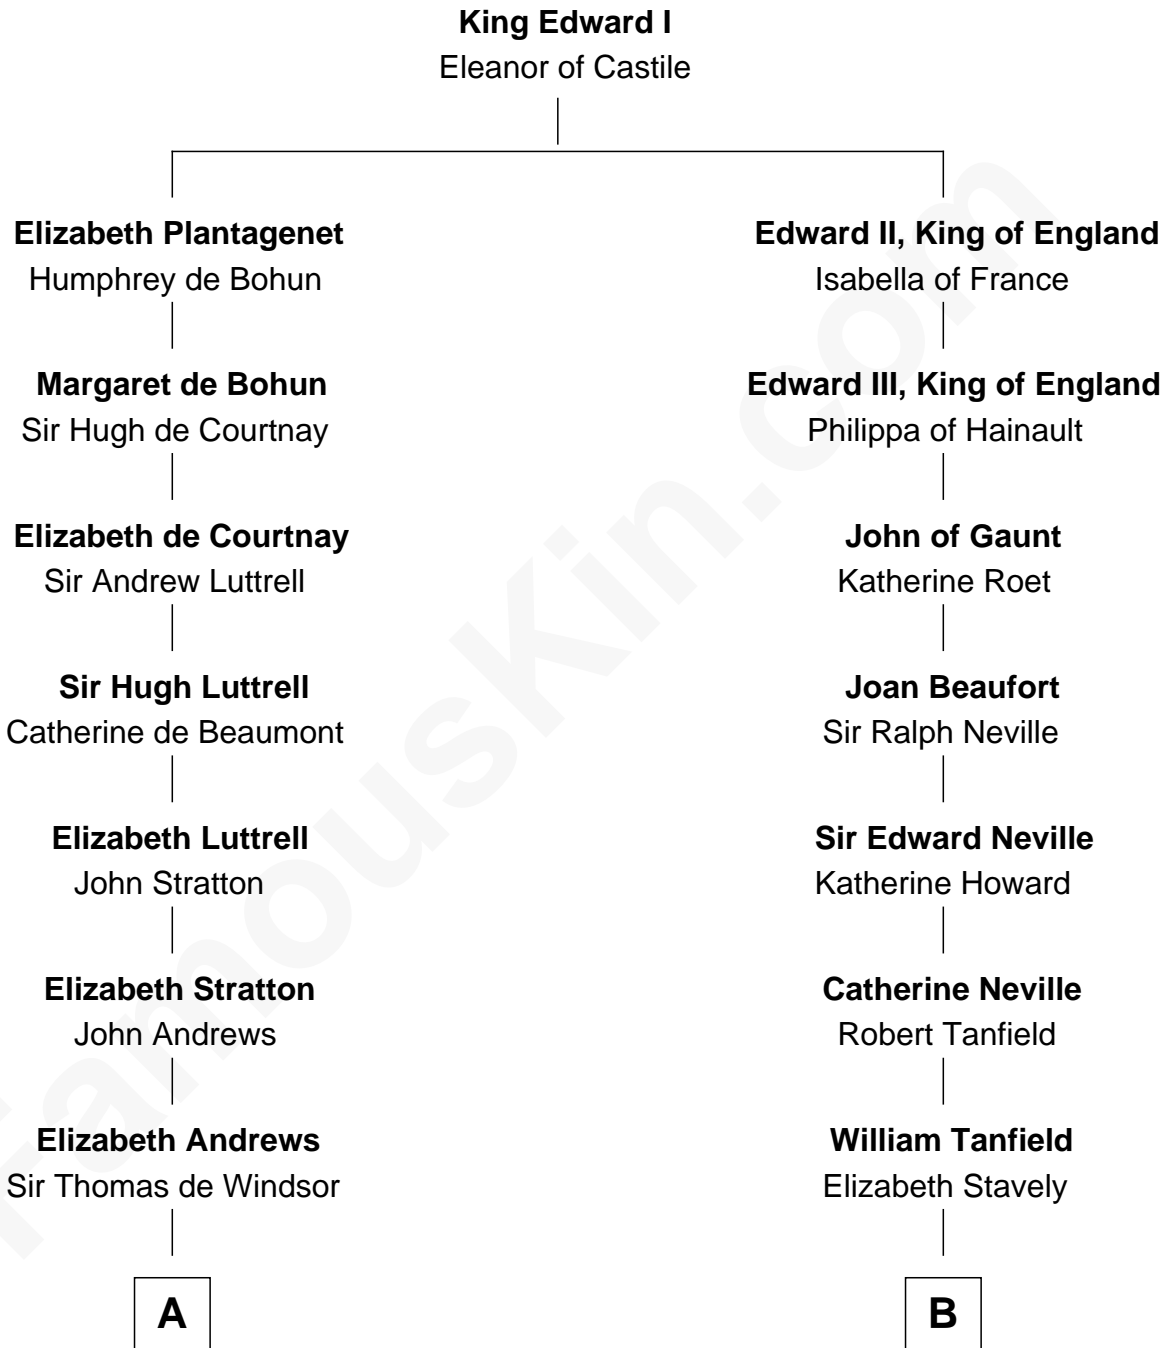 King Edward I
Eleanor of Castile
Elizabeth Plantagenet
Humphrey de Bohun
Edward II, King of England
Isabella of France
Margaret de Bohun
Sir Hugh de Courtnay
Edward III, King of England
Philippa of Hainault
Elizabeth de Courtnay
Sir Andrew Luttrell
John of Gaunt
Katherine Roet
Sir Hugh Luttrell
Catherine de Beaumont
Joan Beaufort
Sir Ralph Neville
Elizabeth Luttrell
John Stratton
Sir Edward Neville
Katherine Howard
Elizabeth Stratton
John Andrews
Catherine Neville
Robert Tanfield
Elizabeth Andrews
Sir Thomas de Windsor
William Tanfield
Elizabeth Stavely
A
B
FamousKin.com